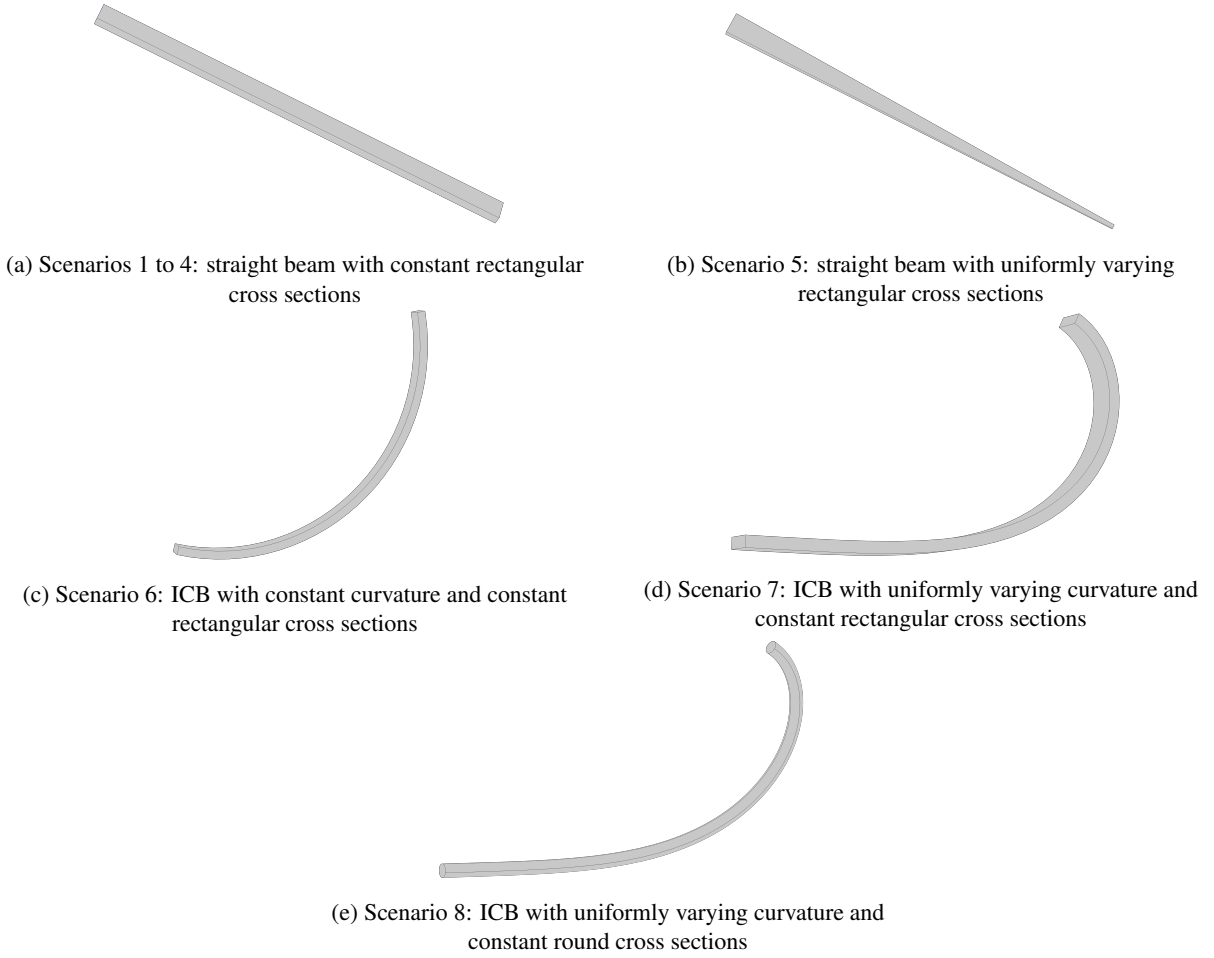 (a) Scenarios 1 to 4: straight beam with constant rectangular
cross sections
(b) Scenario 5: straight beam with uniformly varying
rectangular cross sections
(c) Scenario 6: ICB with constant curvature and constant
rectangular cross sections
(d) Scenario 7: ICB with uniformly varying curvature and
constant rectangular cross sections
(e) Scenario 8: ICB with uniformly varying curvature and
constant round cross sections